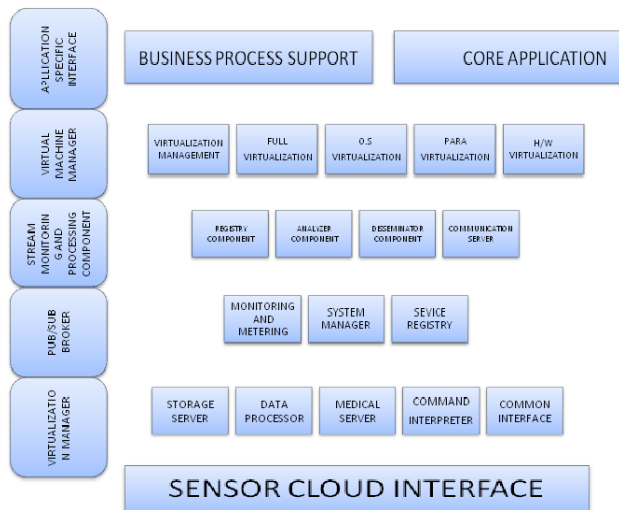 APLLICATION
SPECIFIC
INTERFACE
BUSINESS PROCESS SUPPORT
CORE APPLICATION
VIRTUAL
MACHINE
MANAGER
VIRTUALIZATION
MANAGEMENT
FULL
VIRTUALIZATION
O.S
VIRTUALIZATION
PARA
VIRTUALIZATION
H/W
VIRTUALIZATION
STREAM
MONITORIN
G AND
PROCESSING
COMPONENT
REGISTRY
COMPONENT
ANALYZER
COMPONENT
DISSEMINATOR
COMPONENT
COMMUNICATION
SERVER
PUB/SUB
BROKER
MONITORING
AND
METERING
SYSTEM
MANAGER
SEVICE
REGISTRY
VIRTUALIZATIO
N MANAGER
STORAGE
SERVER
DATA
PROCESSOR
MEDICAL
SERVER
COMMAND
INTERPRETER
COMMON
INTERFACE
SENSOR CLOUD INTERFACE